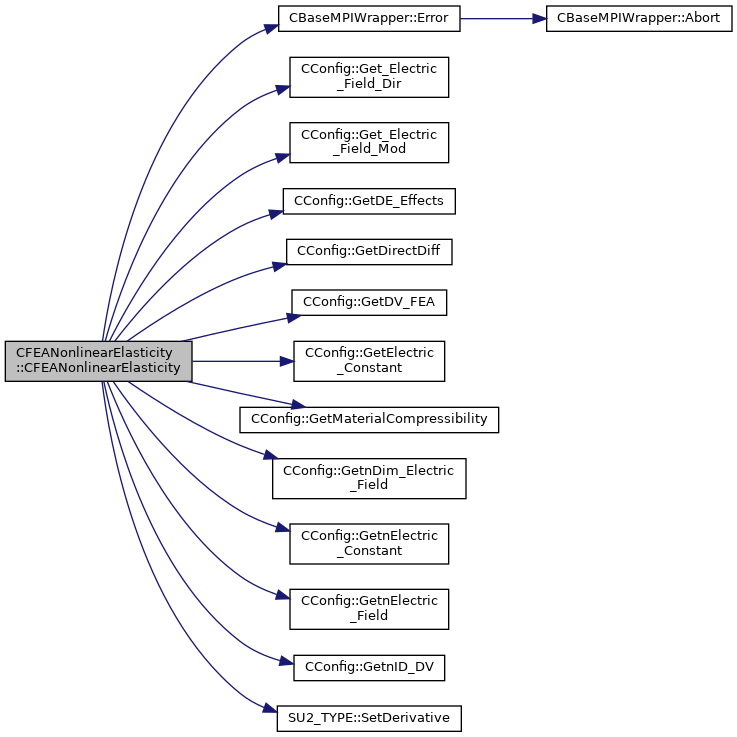 CBaseMPIWrapper::Error
CBaseMPIWrapper::Abort
CConfig::Get_Electric
_Field_Dir
CConfig::Get_Electric
_Field_Mod
CConfig::GetDE_Effects
CConfig::GetDirectDiff
CConfig::GetDV_FEA
CFEANonlinearElasticity
::CFEANonlinearElasticity
CConfig::GetElectric
_Constant
CConfig::GetMaterialCompressibility
CConfig::GetnDim_Electric
_Field
CConfig::GetnElectric
_Constant
CConfig::GetnElectric
_Field
CConfig::GetnID_DV
SU2_TYPE::SetDerivative